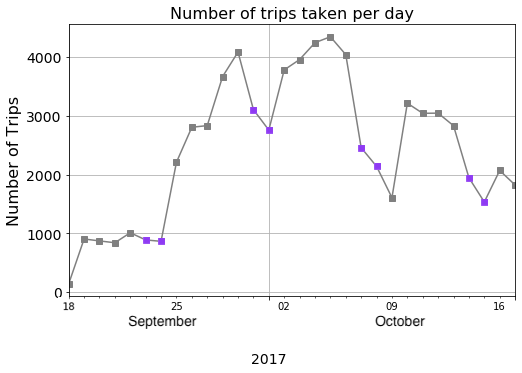 Number of trips taken per day
Number of Trips
4000
3000
2000
1000
0
18 25 02 09 16
September October
2017